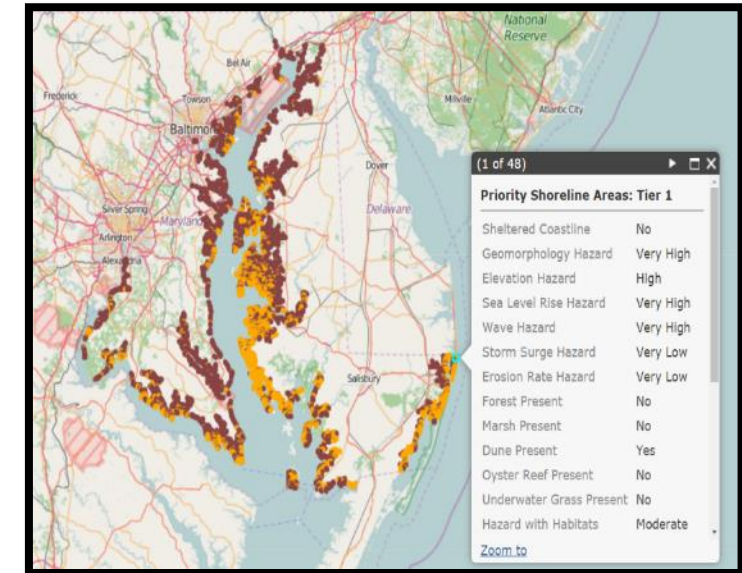 National
Reserve
Bel Air
Frederick
Towson
Millville
Atlantic City
Baltimore
(1 of 48)
Dover
Priority Shoreline Areas: Tier 1
Silver Spring
Maryland
Delaware
Sheltered Coastline No
Arlington
Geomorphology Hazard Very High
Alexandria
Elevation Hazard High
Sea Level Rise Hazard Very High
Wave Hazard Very High
Storm Surge Hazard Very Low
Salisbury
Erosion Rate Hazard Very Low
Forest Present No
Marsh Present No
Dune Present Yes
Oyster Reef Present No
Underwater Grass Present No
Hazard with Habitats Moderate
Zoom to